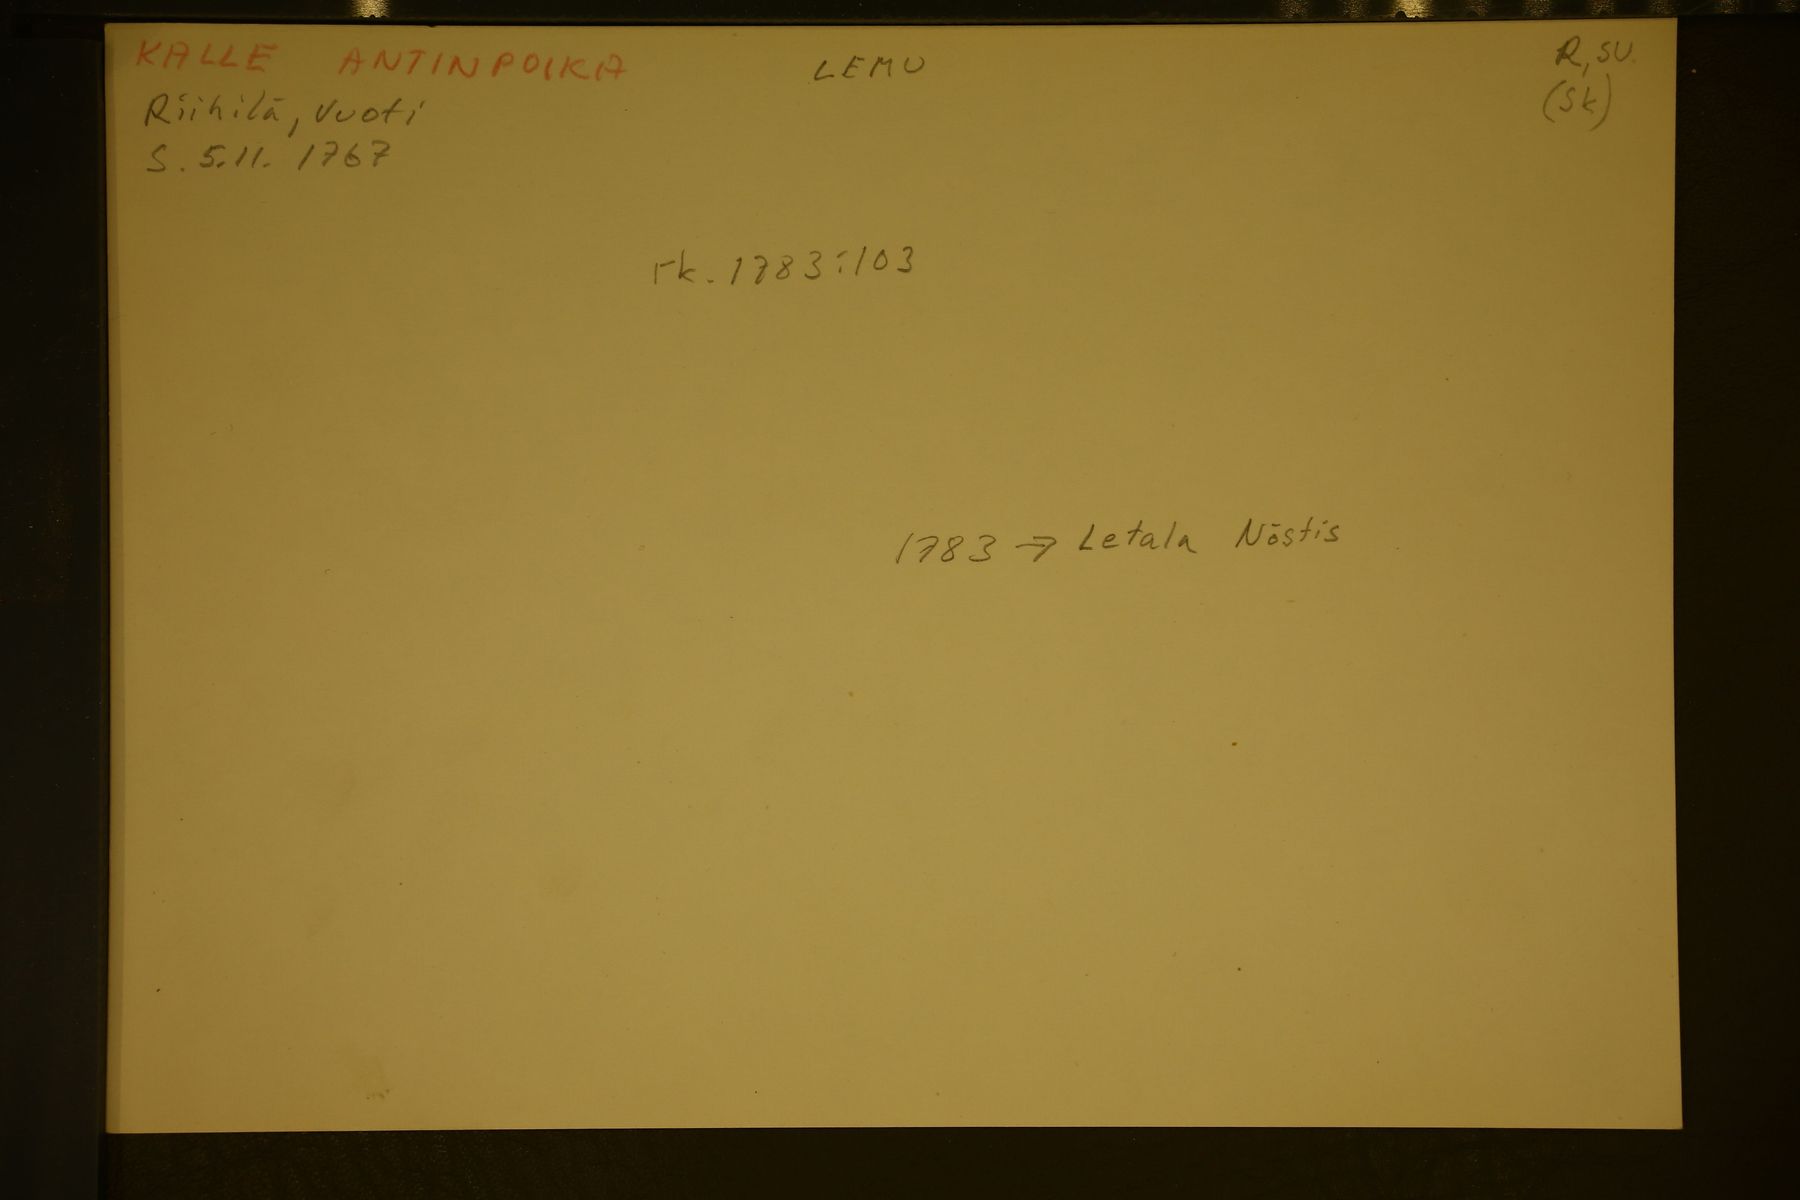 KALLE ANTINPOIKA LEMU R, SU.
Riihilä, Vuoti (Sk)
S. 5.11. 1767
rk. 1783:103
1783 → Letala Nöstis